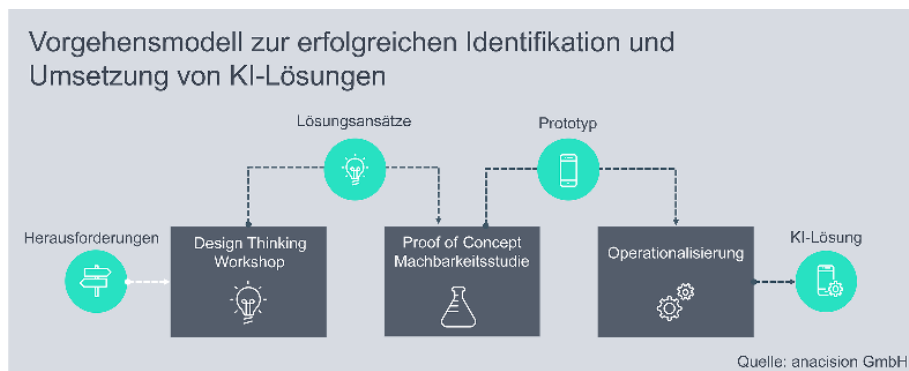 Vorgehensmodell zur erfolgreichen Identifikation und
Umsetzung von KI-Lösungen
Lösungsansätze
Prototyp
Herausforderungen
Design Thinking
Workshop
Proof of Concept
Machbarkeitsstudie
Operationalisierung
KI-Lösung
Quelle: anacision GmbH